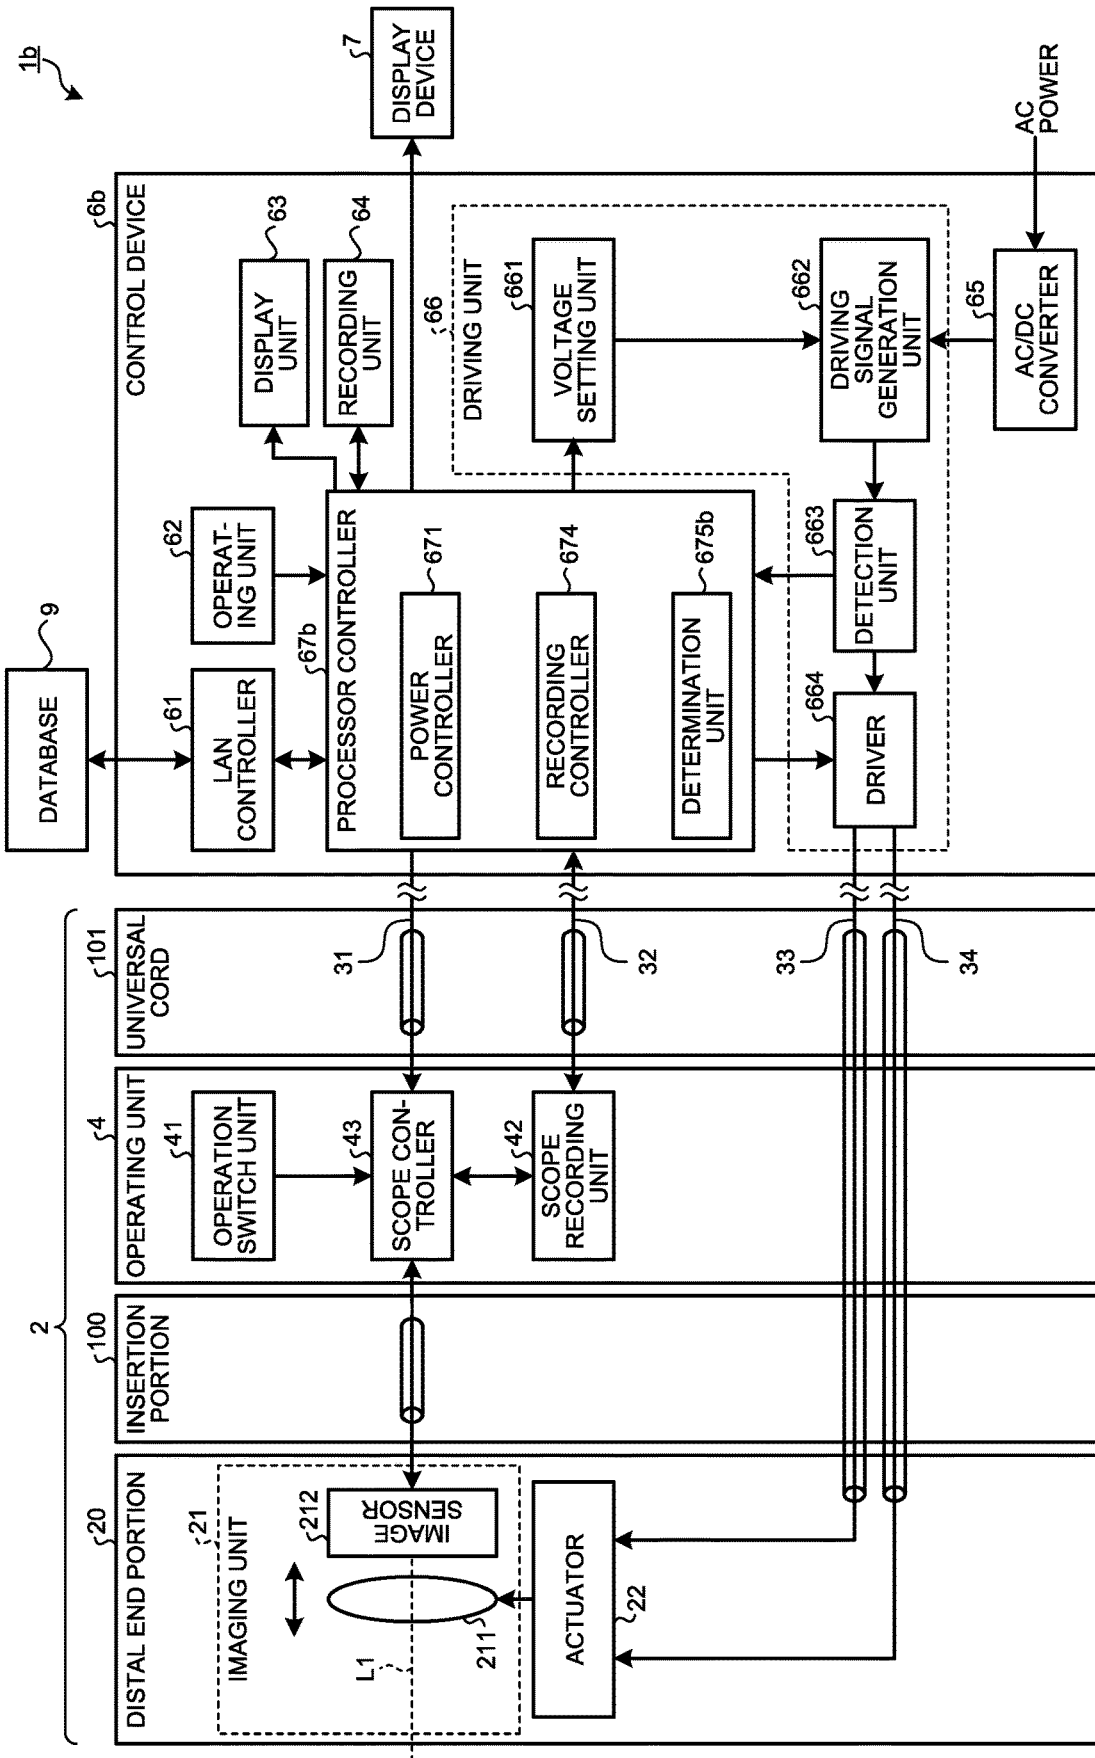 1b
2
20
DISTAL END PORTION
21
IMAGING UNIT
L1
211
212
IMAGE
SENSOR
ACTUATOR
22
100
INSERTION
PORTION
4
OPERATING UNIT
41
OPERATION
SWITCH UNIT
43
SCOPE CON-
TROLLER
42
SCOPE
RECORDING
UNIT
101
UNIVERSAL
CORD
31
32
33
34
9
DATABASE
6b
CONTROL DEVICE
61
LAN
CONTROLLER
62
OPERAT-
ING UNIT
63
DISPLAY
UNIT
64
RECORDING
UNIT
67b
PROCESSOR CONTROLLER
671
POWER
CONTROLLER
674
RECORDING
CONTROLLER
675b
DETERMINATION
UNIT
66
DRIVING UNIT
661
VOLTAGE
SETTING UNIT
662
DRIVING
SIGNAL
GENERATION
UNIT
663
DETECTION
UNIT
664
DRIVER
65
AC/DC
CONVERTER
AC
POWER
7
DISPLAY
DEVICE